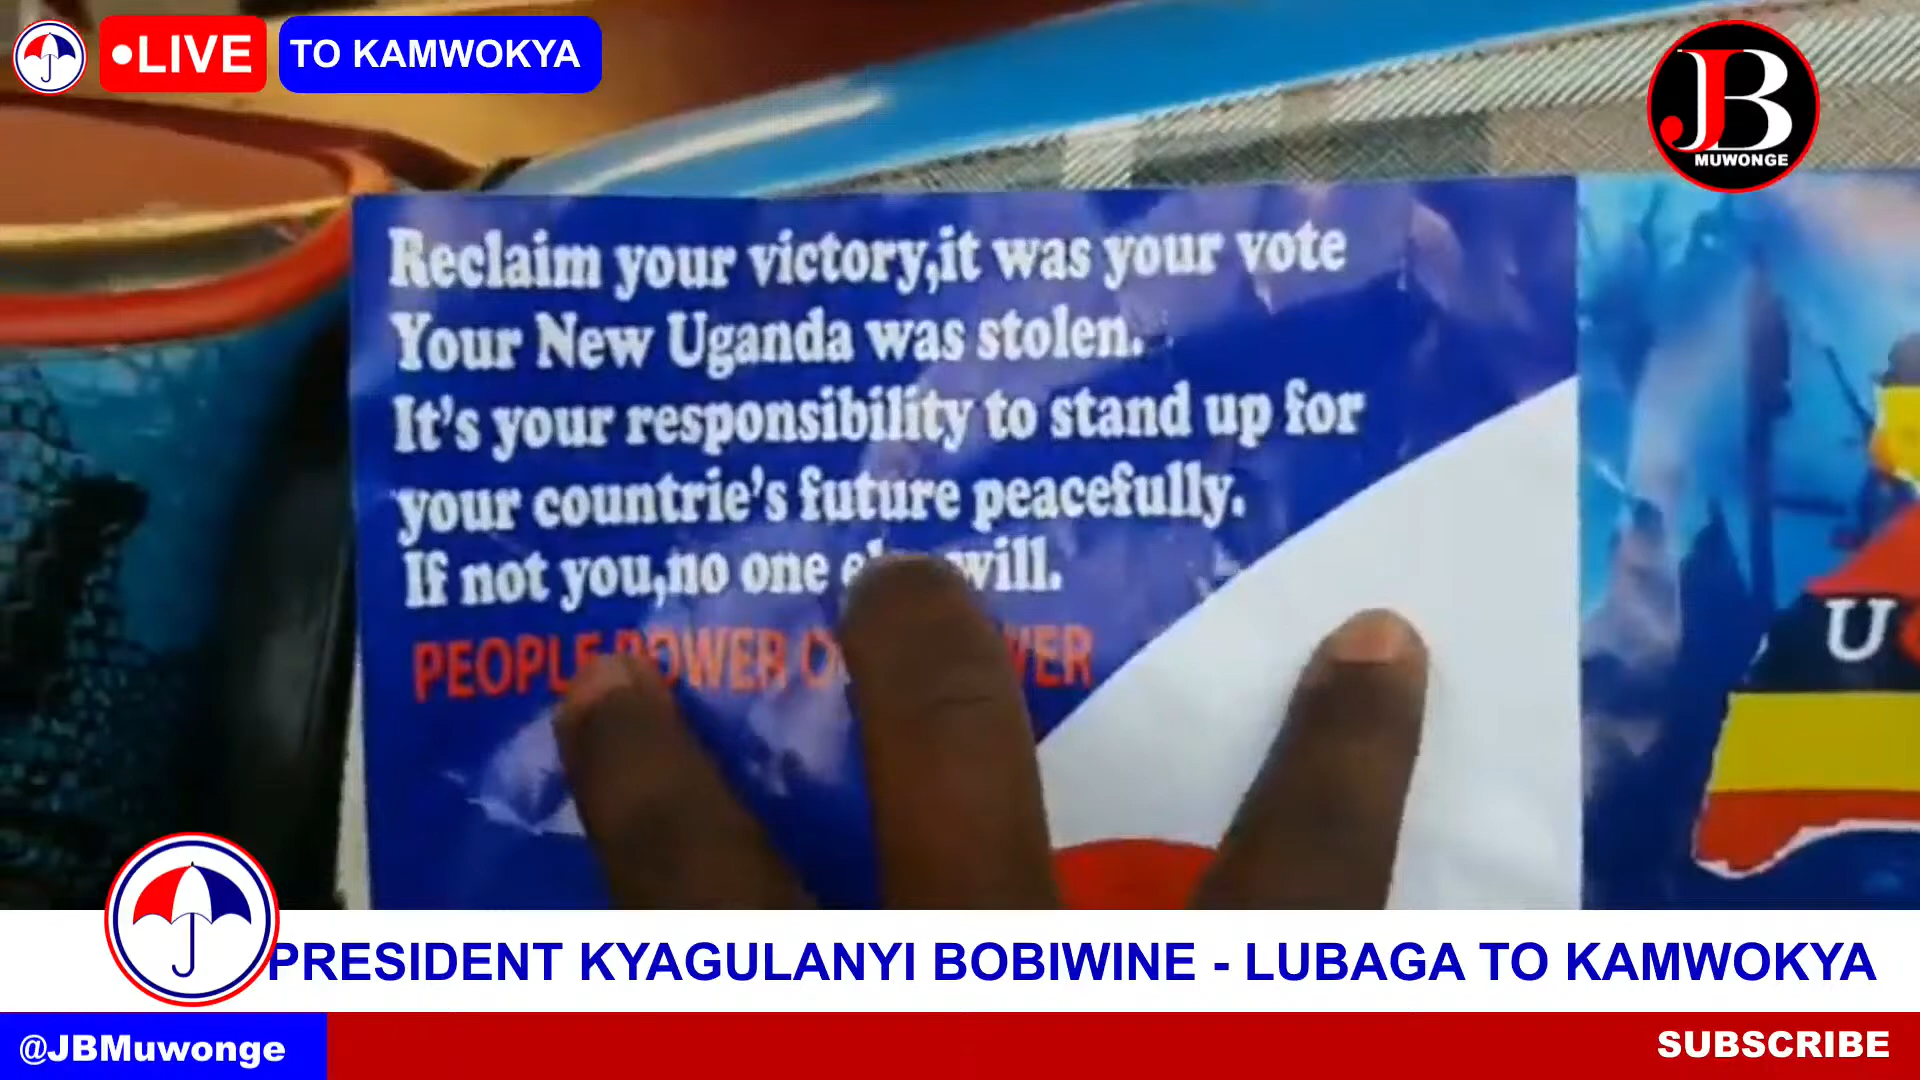 LIVE
TO KAMWOKYA
JB
MUWONGE
Reclaim your victory,it was your vote
Your New Uganda was stolen.
It's your responsibility to stand up for
your countrie's future peacefully.
If not you,no one will.
PEOPLE POWER
U
PRESIDENT KYAGULANYI BOBIWINE - LUBAGA TO KAMWOKYA
@JBMuwonge
SUBSCRIBE